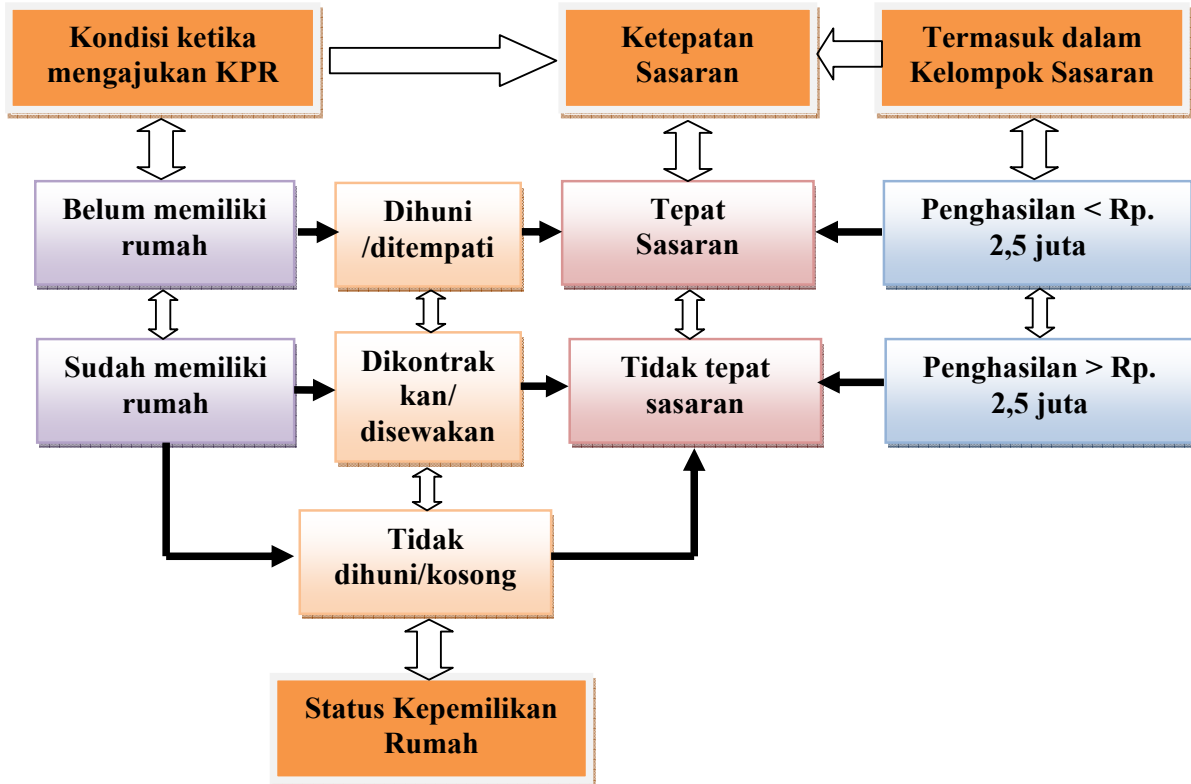 Kondisi ketika
mengajukan KPR
Ketepatan
Sasaran
Termasuk dalam
Kelompok Sasaran
Belum memiliki
rumah
Dihuni
/ditempati
Tepat
Sasaran
Penghasilan < Rp.
2,5 juta
Sudah memiliki
rumah
Dikontrak
kan/
disewakan
Tidak tepat
sasaran
Penghasilan > Rp.
2,5 juta
Tidak
dihuni/kosong
Status Kepemilikan
Rumah